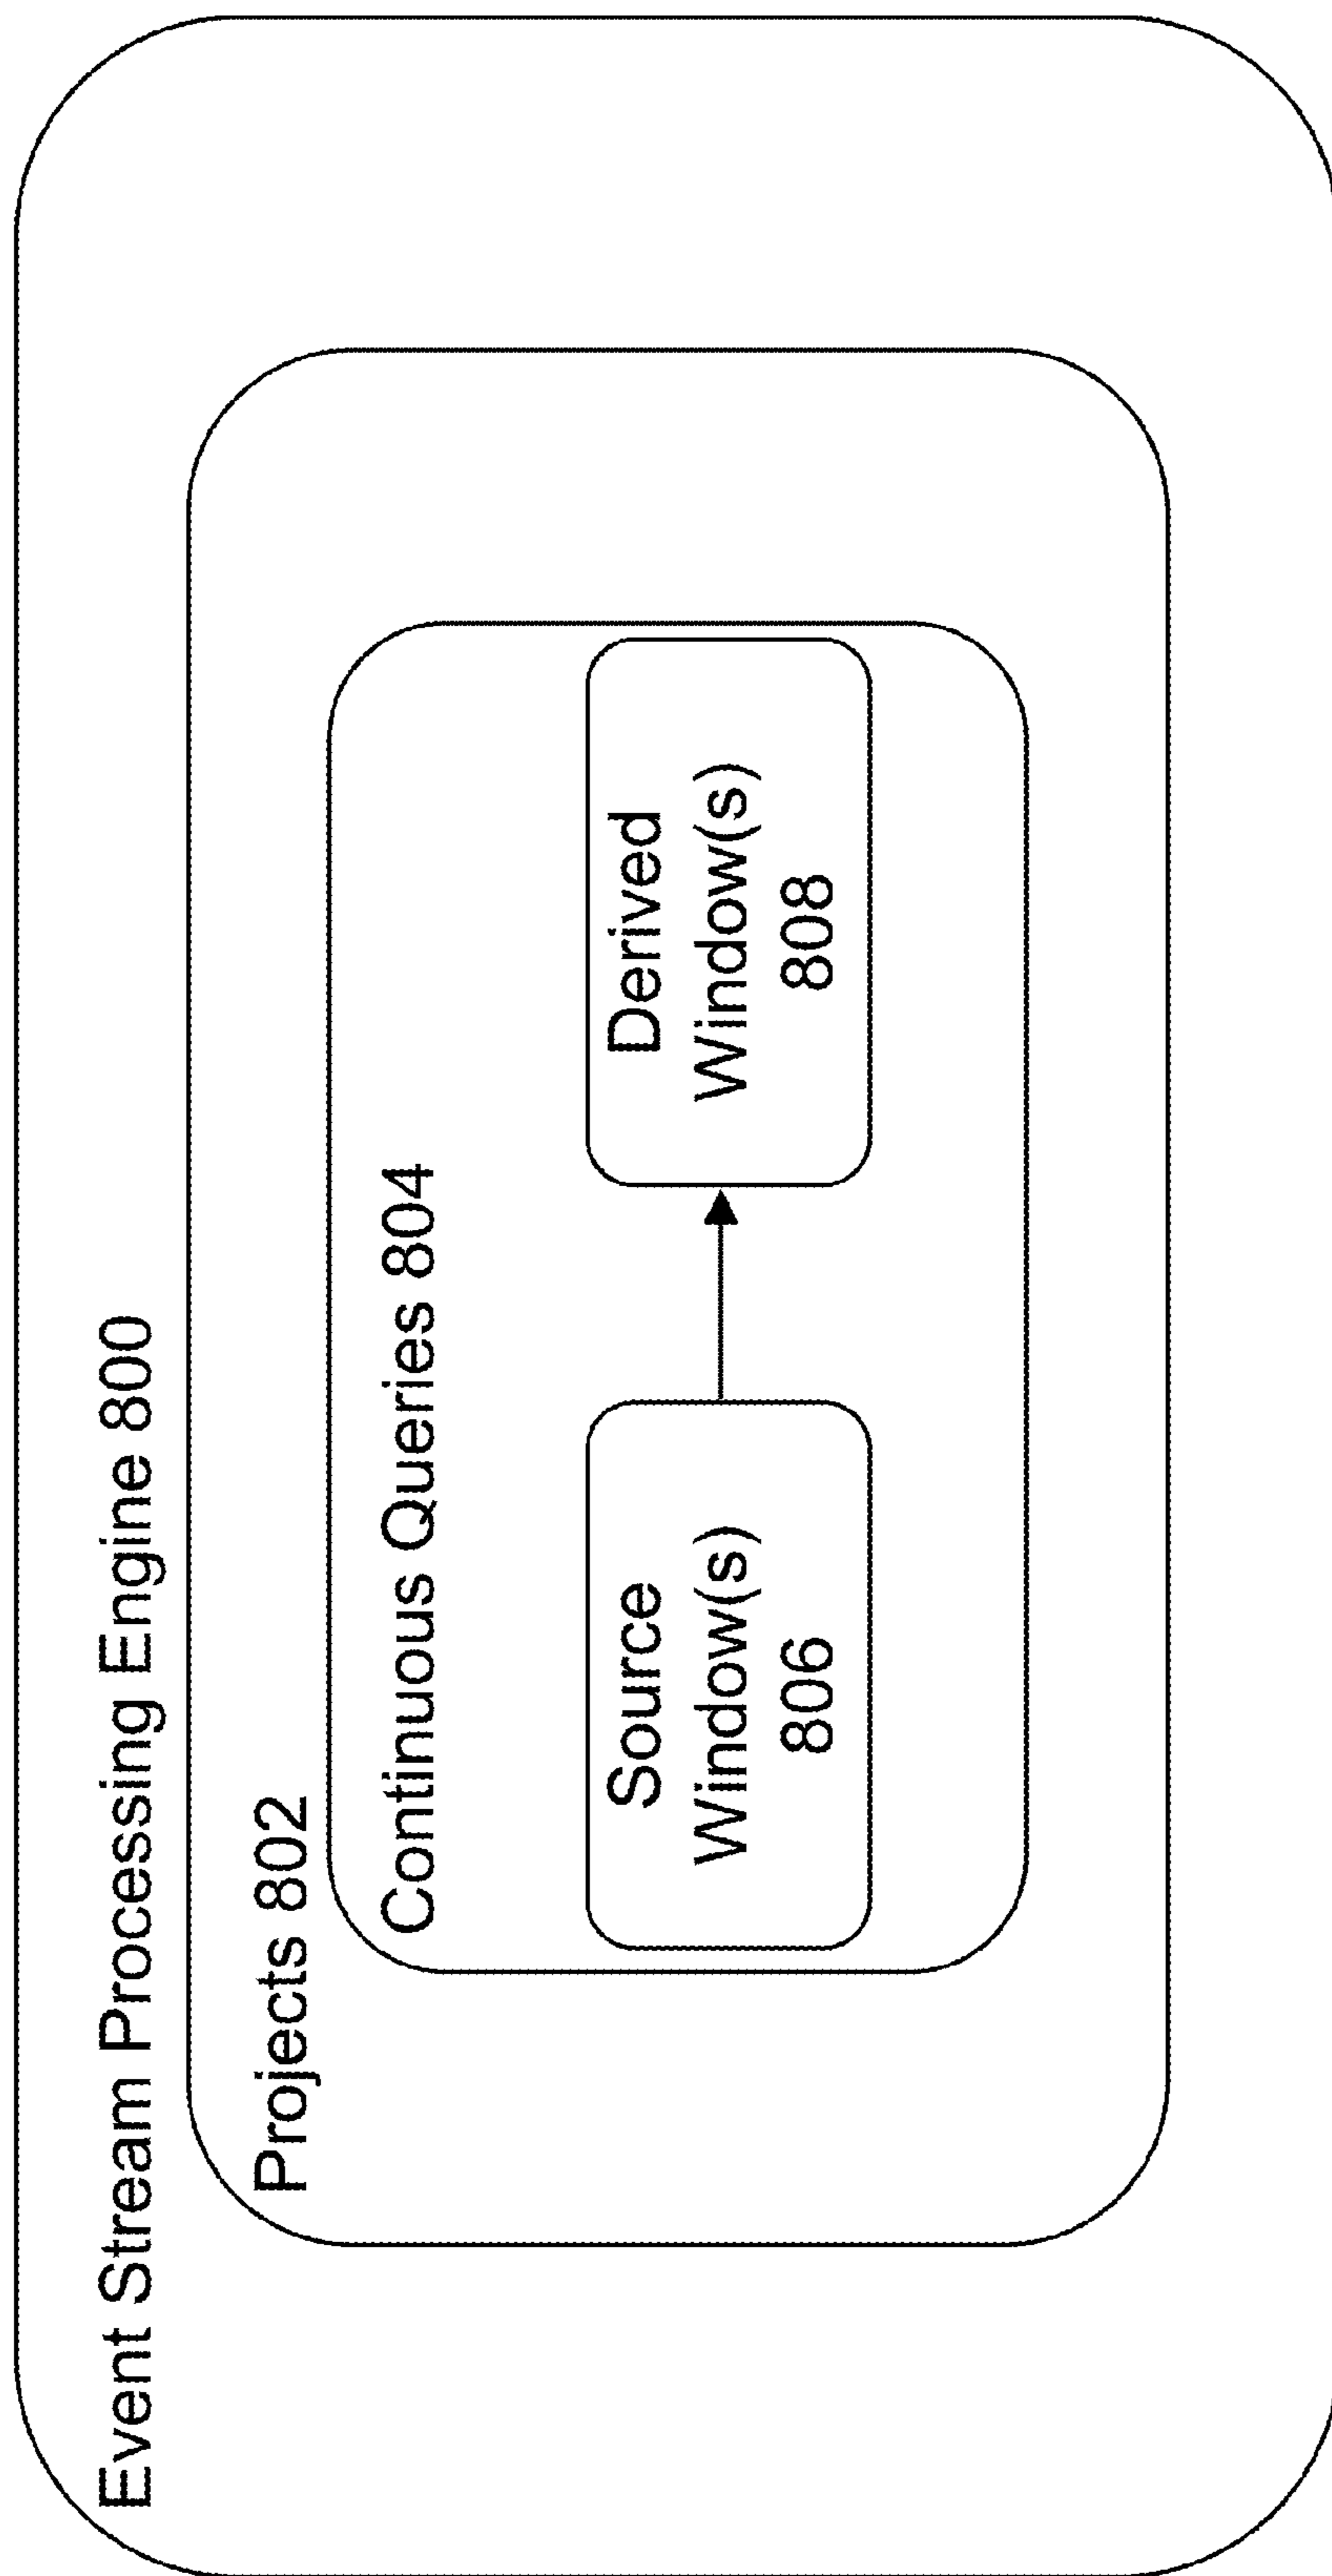 Event Stream Processing Engine 800
Projects 802
Continuous Queries 804
Source
Window(s)
806
Derived
Window(s)
808